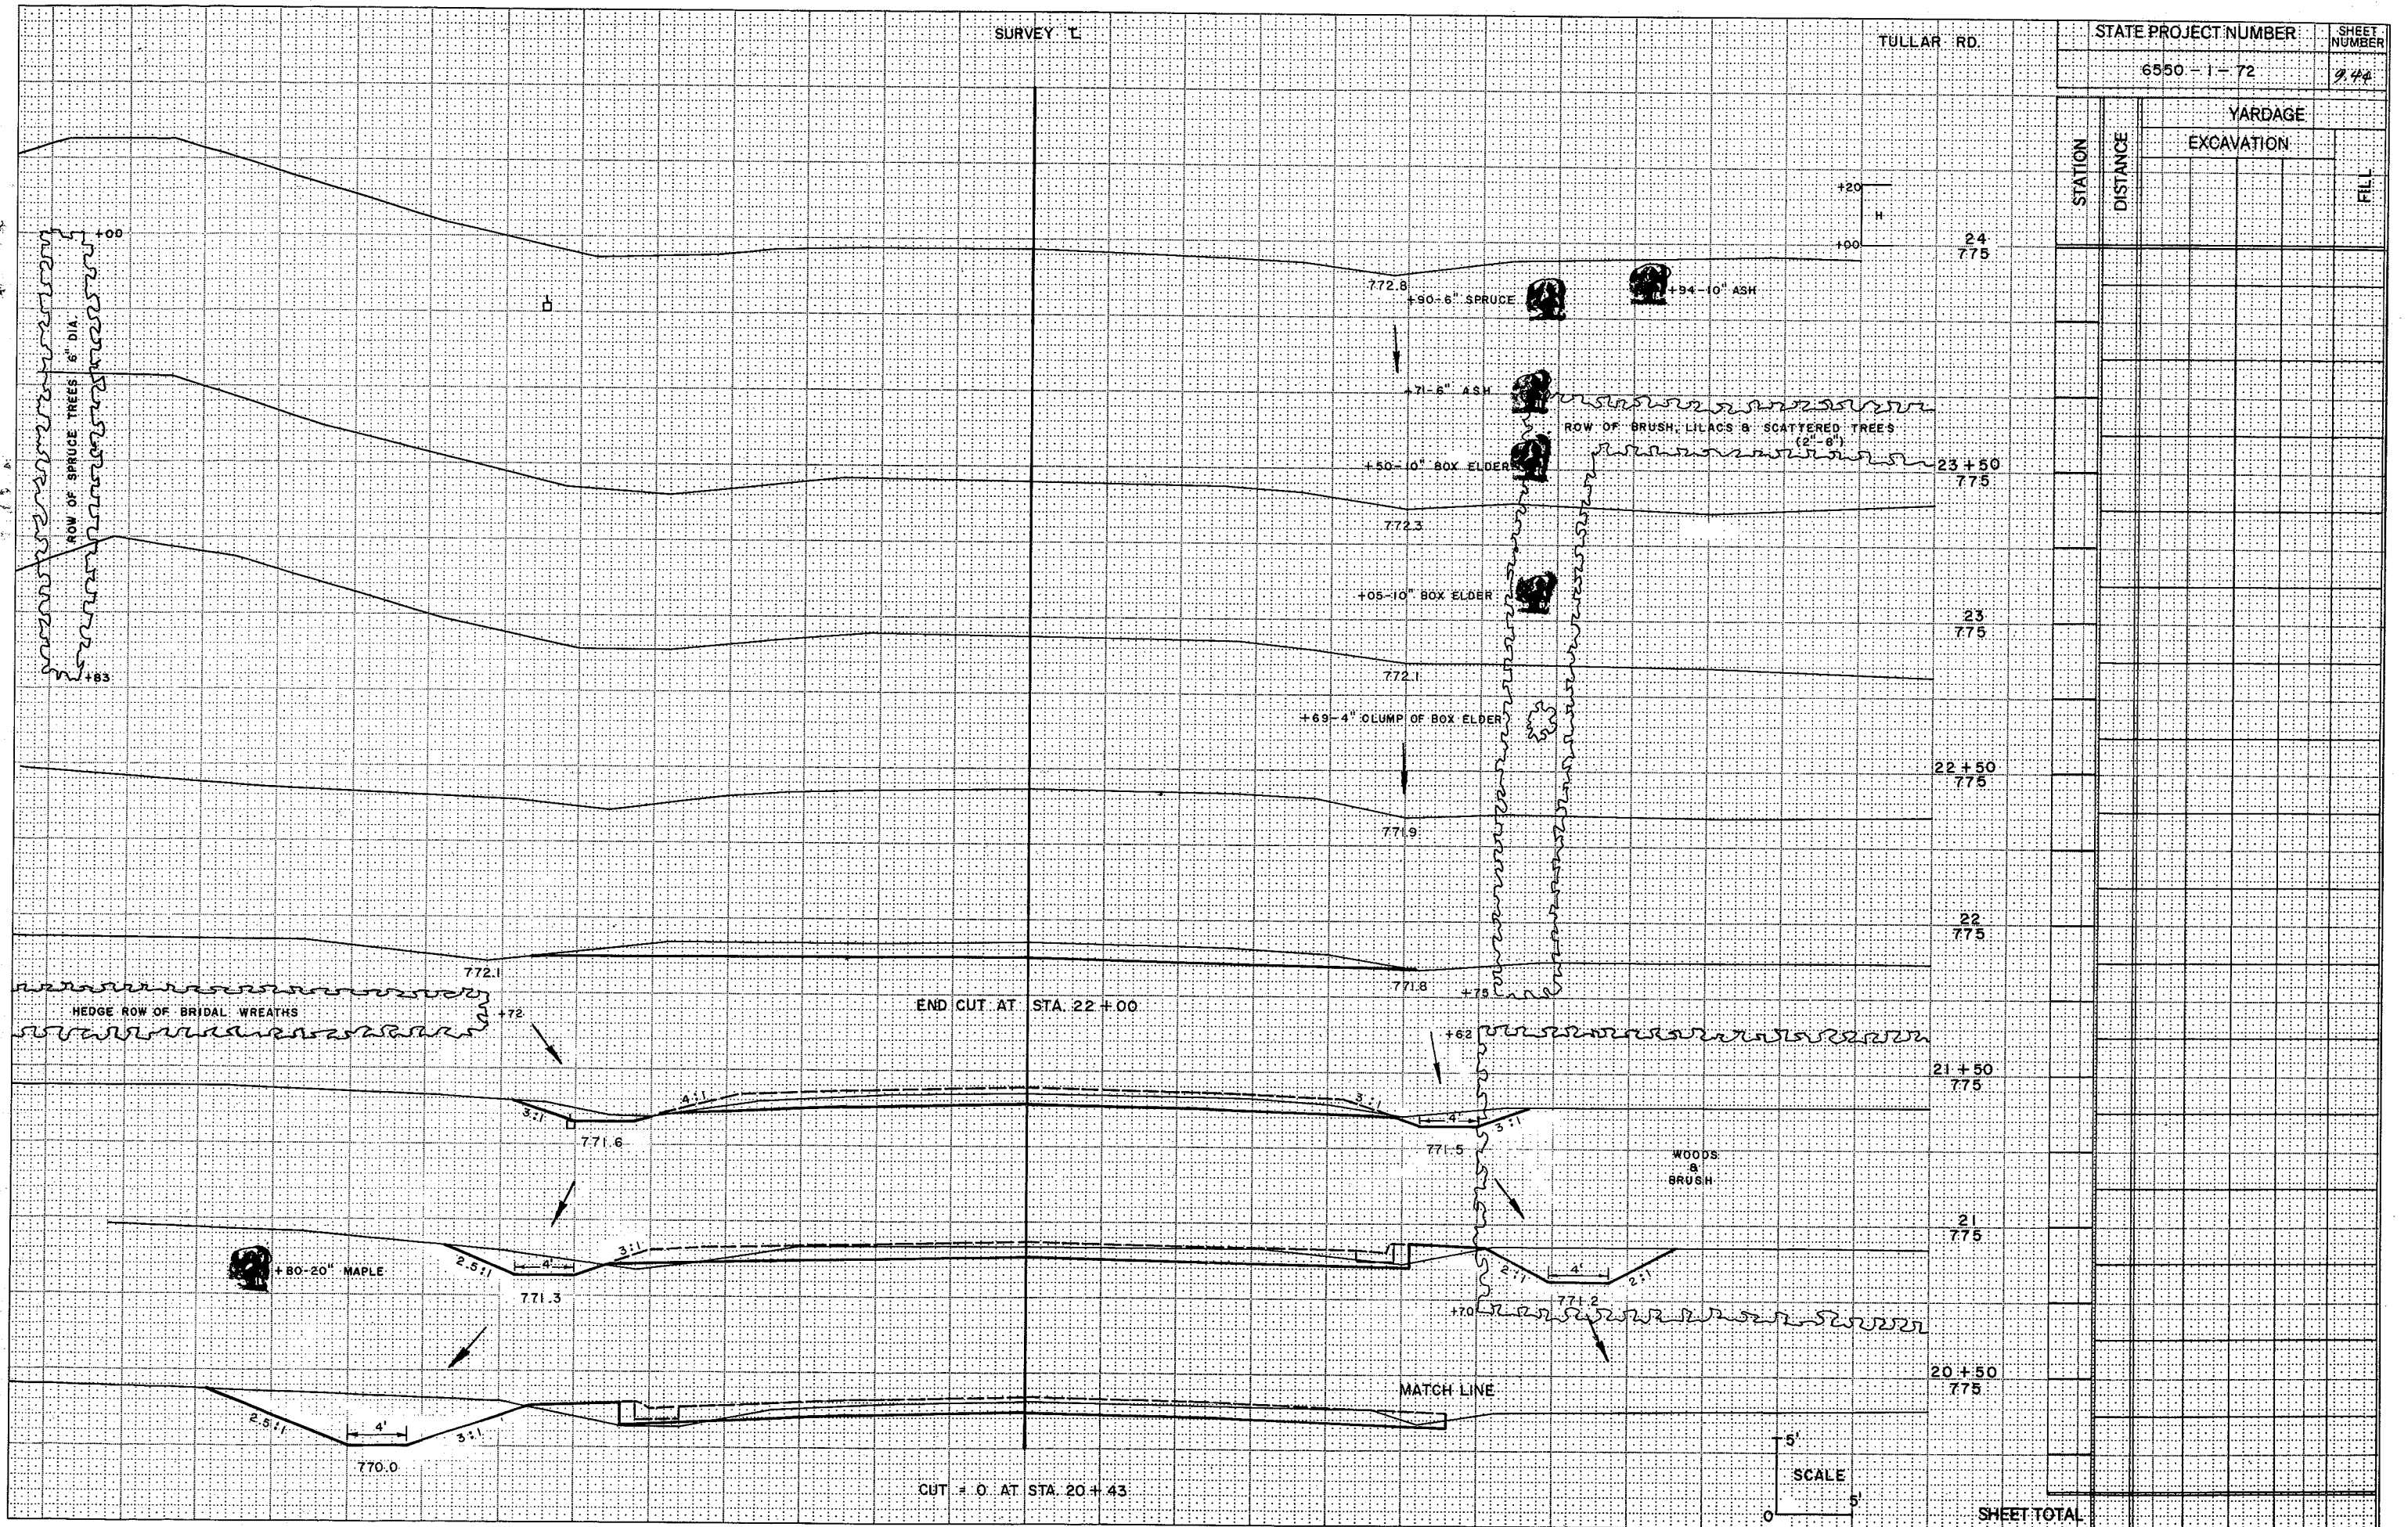 SURVEY ℄
TULLAR RD.
STATE PROJECT NUMBER
SHEET NUMBER
6550-1-72
9.44
STATION
DISTANCE
YARDAGE
EXCAVATION
FILL
+20
H
+00
24
775
+00
772.8
+90-6" SPRUCE
+94-10" ASH
ROW OF SPRUCE TREES 6" DIA.
+71-6" ASH
ROW OF BRUSH, LILACS & SCATTERED TREES
(2"-8")
+50-10" BOX ELDER
23+50
775
772.3
+05-10" BOX ELDER
23
775
772.1
+83
+69-4" CLUMP OF BOX ELDER
22+50
775
771.9
22
775
772.1
771.8
+75
HEDGE ROW OF BRIDAL WREATHS
+72
END CUT AT STA. 22+00
+62
21+50
775
3:1
4:1
3:1
4'
3:1
771.6
771.5
WOODS
&
BRUSH
21
775
+80-20" MAPLE
2.5:1
4'
3:1
2:1
4'
2:1
771.3
771.2
+70
20+50
775
MATCH LINE
2.5:1
4'
3:1
770.0
CUT = 0 AT STA. 20+43
5'
SCALE
0
5'
SHEET TOTAL